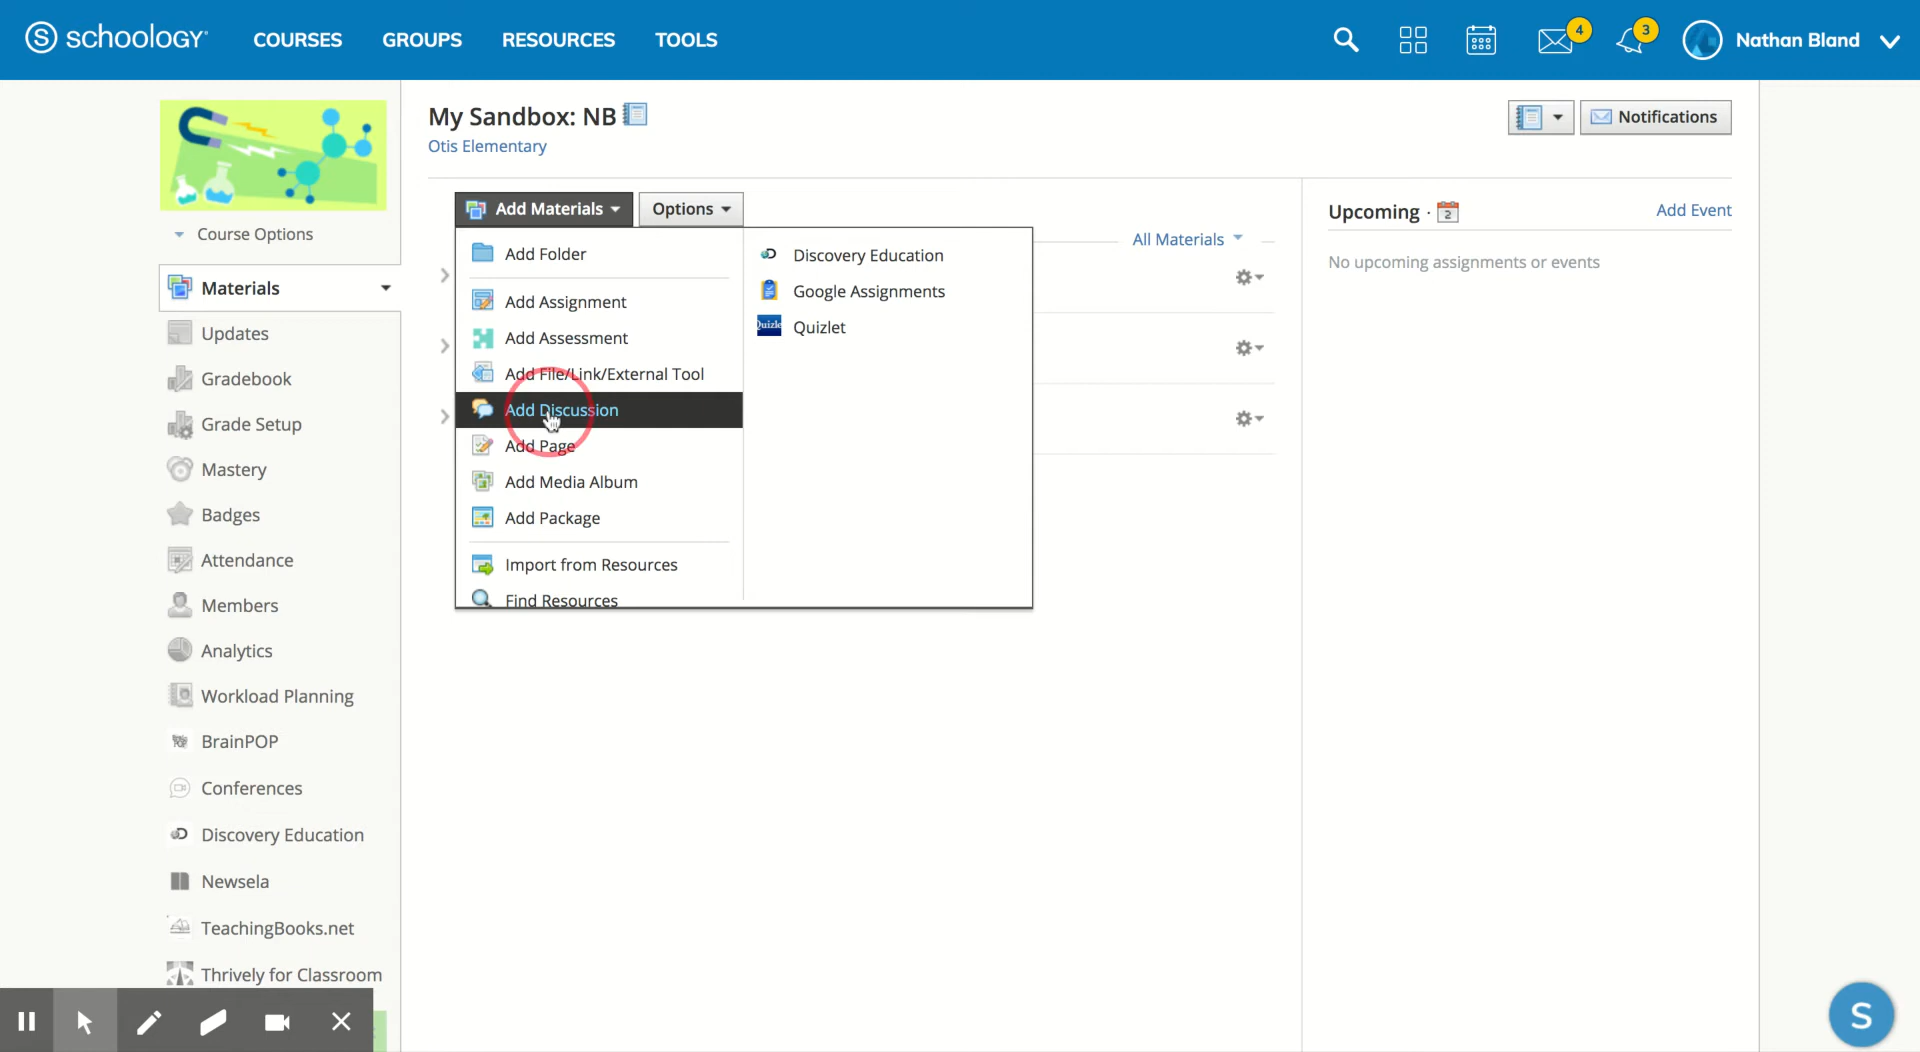 schoology
COURSES
GROUPS
RESOURCES
TOOLS
4
3
Nathan Bland
My Sandbox: NB
Otis Elementary
Notifications
Course Options
Materials
Updates
Gradebook
Grade Setup
Mastery
Badges
Attendance
Members
Analytics
Workload Planning
BrainPOP
Conferences
Discovery Education
Newsela
TeachingBooks.net
Thrively for Classroom
Add Materials
Options
All Materials
Add Folder
Add Assignment
Add Assessment
Add File/Link/External Tool
Add Discussion
Add Page
Add Media Album
Add Package
Import from Resources
Find Resources
Discovery Education
Google Assignments
Quizlet
Upcoming ·
2
Add Event
No upcoming assignments or events
S